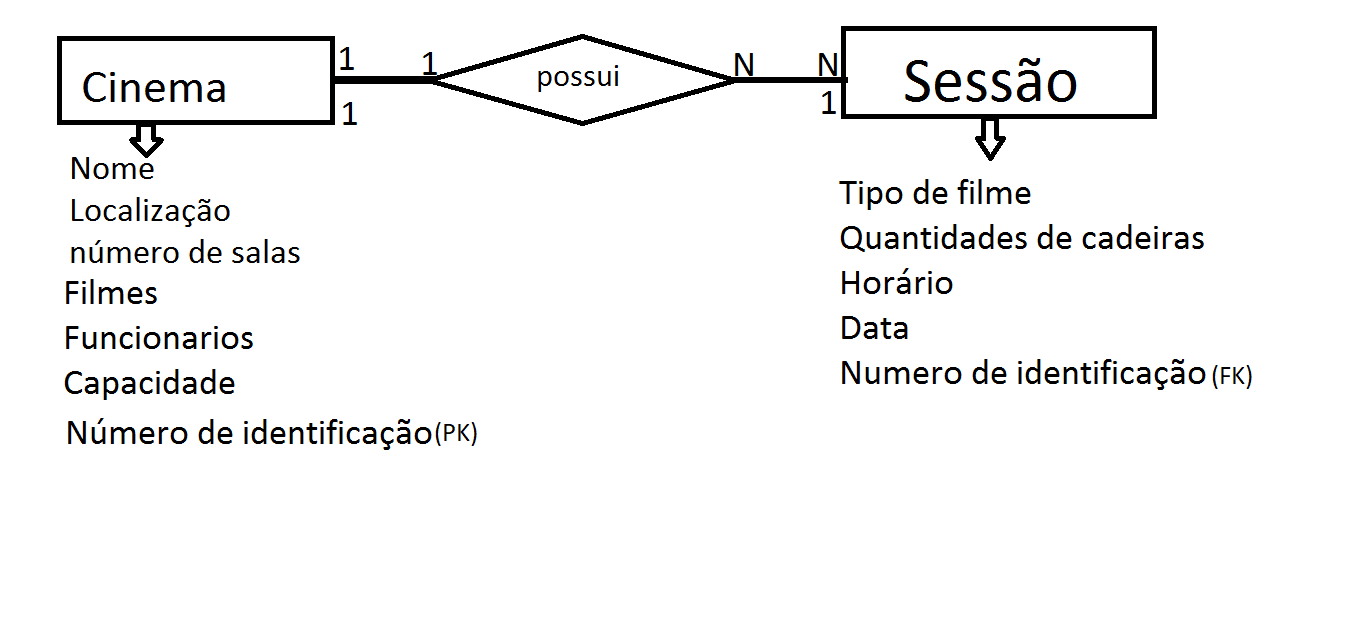 Cinema
1
1
1
possui
N
N
1
Sessão
Nome
Localização
número de salas
Filmes
Funcionarios
Capacidade
Número de identificação(PK)
Tipo de filme
Quantidades de cadeiras
Horário
Data
Numero de identificação (FK)